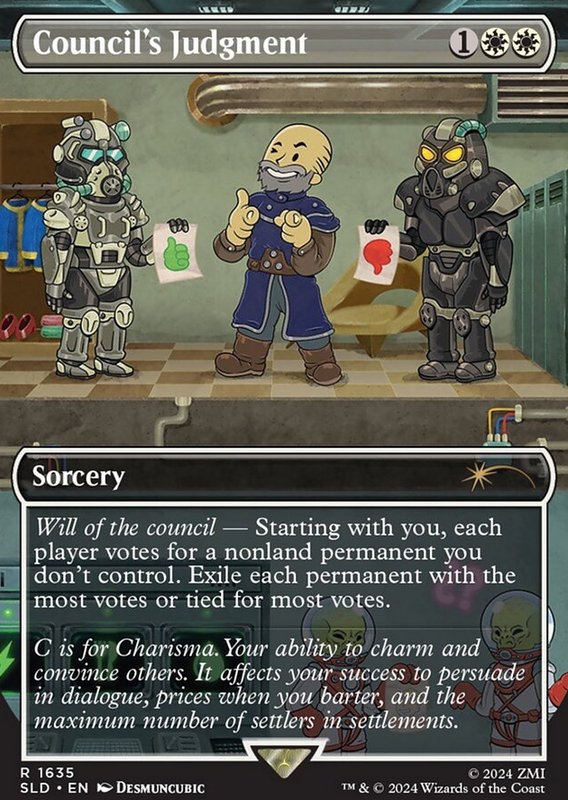 Council's Judgment 1
Sorcery
Will of the council — Starting with you, each
player votes for a nonland permanent you
don't control. Exile each permanent with the
most votes or tied for most votes.
C is for Charisma. Your ability to charm and
convince others. It affects your success to persuade
in dialogue, prices when you barter, and the
maximum number of settlers in settlements.
R 1635
SLD • EN Desmuncubic
© 2024 ZMI
™ & © 2024 Wizards of the Coast